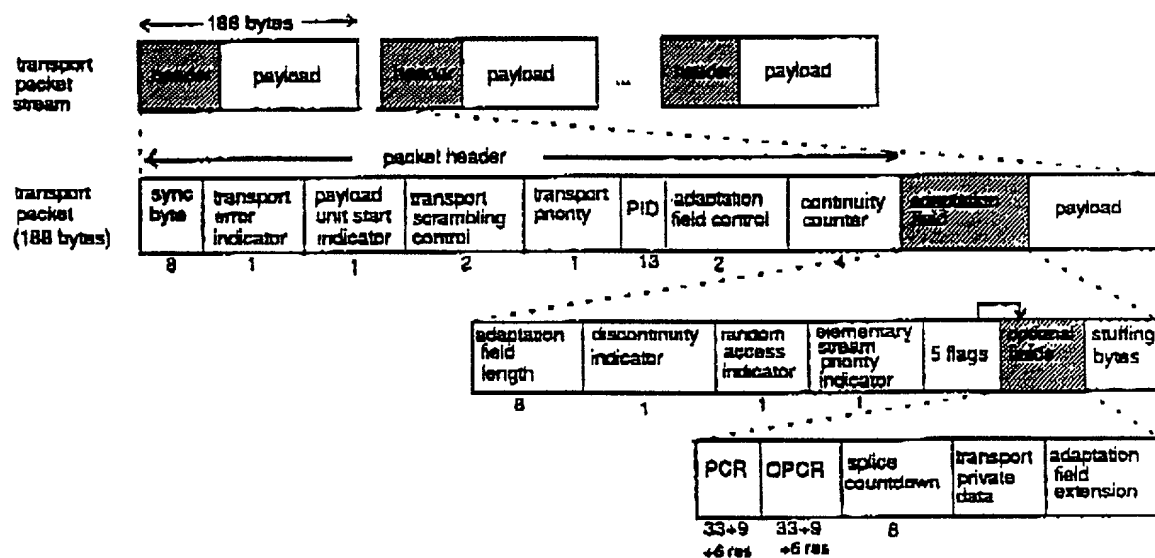 188 bytes
transport
packet
stream
header
payload
header
payload
...
header
payload
packet header
transport
packet
(188 bytes)
sync
byte
transport
error
indicator
payload
unit start
indicator
transport
scrambling
control
transport
priority
PID
adaptation
field control
continuity
counter
adaptation
field
payload
8
1
1
2
1
13
2
4
adaptation
field
length
discontinuity
indicator
random
access
indicator
elementary
stream
priority
indicator
5 flags
optional
fields
stuffing
bytes
8
1
1
1
PCR
OPCR
splice
countdown
transport
private
data
adaptation
field
extension
33+9
+6 res
33+9
+6 res
8